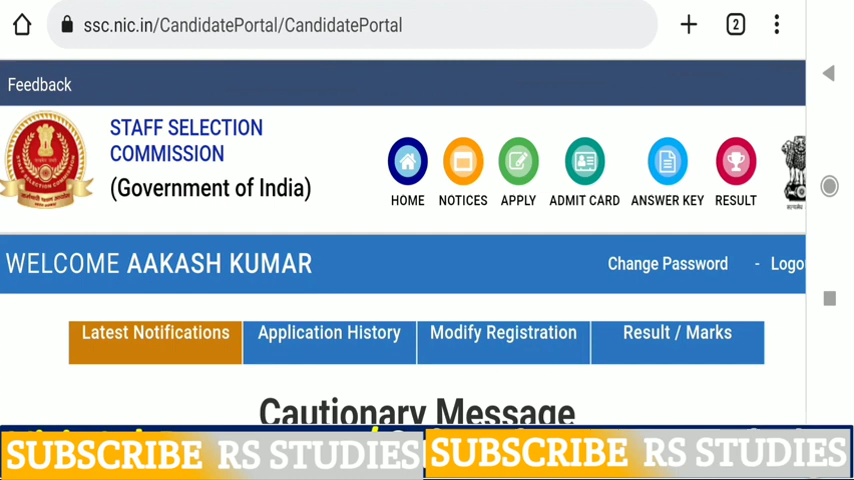 ssc.nic.in/CandidatePortal/CandidatePortal
2
Feedback
STAFF SELECTION
COMMISSION
(Government of India)
HOME
NOTICES
APPLY
ADMIT CARD
ANSWER KEY
RESULT
WELCOME AAKASH KUMAR
Change Password - Logo
Latest Notifications
Application History
Modify Registration
Result / Marks
Cautionary Message
SUBSCRIBE RS STUDIES
SUBSCRIBE RS STUDIES